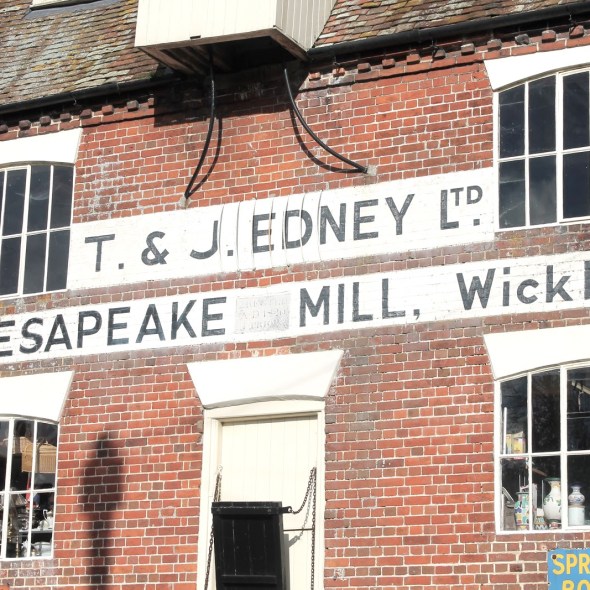 T. & J. EDNEY LTD.
ESAPEAKE MILL, Wick
SPR